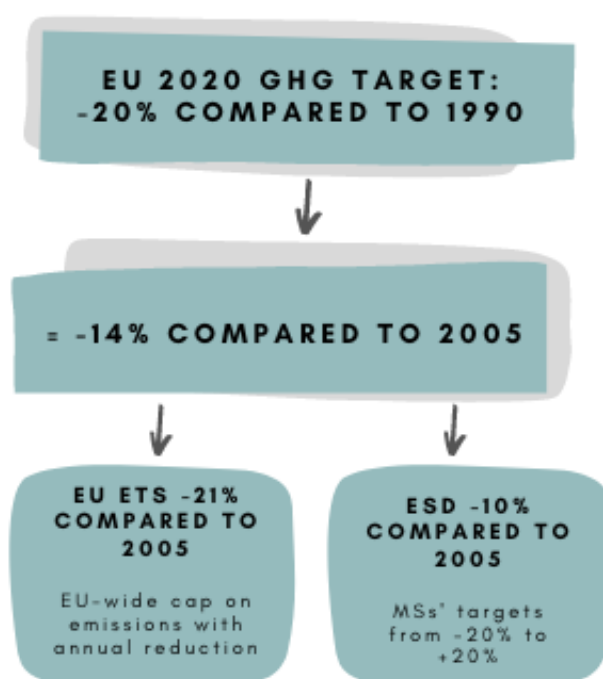 EU 2020 GHG TARGET:
-20% COMPARED TO 1990
= -14% COMPARED TO 2005
EU ETS -21%
COMPARED TO
2005
EU-wide cap on
emissions with
annual reduction
ESD -10%
COMPARED TO
2005
MSs' targets
from -20% to
+20%